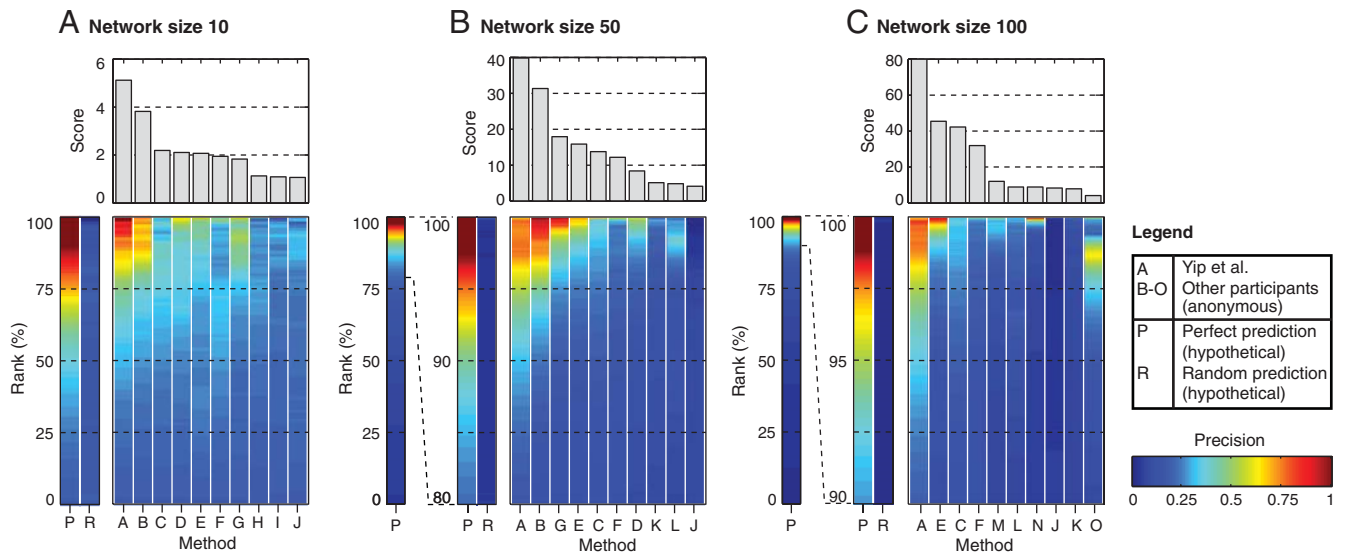 A Network size 10
6
4
2
0
Score
100
75
50
25
0
Rank (%)
P R
A B C D E F G H I J
Method
B Network size 50
40
30
20
10
0
Score
100
75
50
25
0
Rank (%)
P
100
90
80
P R
A B G E C F D K L J
Method
C Network size 100
80
60
40
20
0
Score
100
75
50
25
0
Rank (%)
P
100
95
90
P R
A E C F M L N J K O
Method
Legend
A Yip et al.
B-O Other participants
(anonymous)
P Perfect prediction
(hypothetical)
R Random prediction
(hypothetical)
Precision
0 0.25 0.5 0.75 1